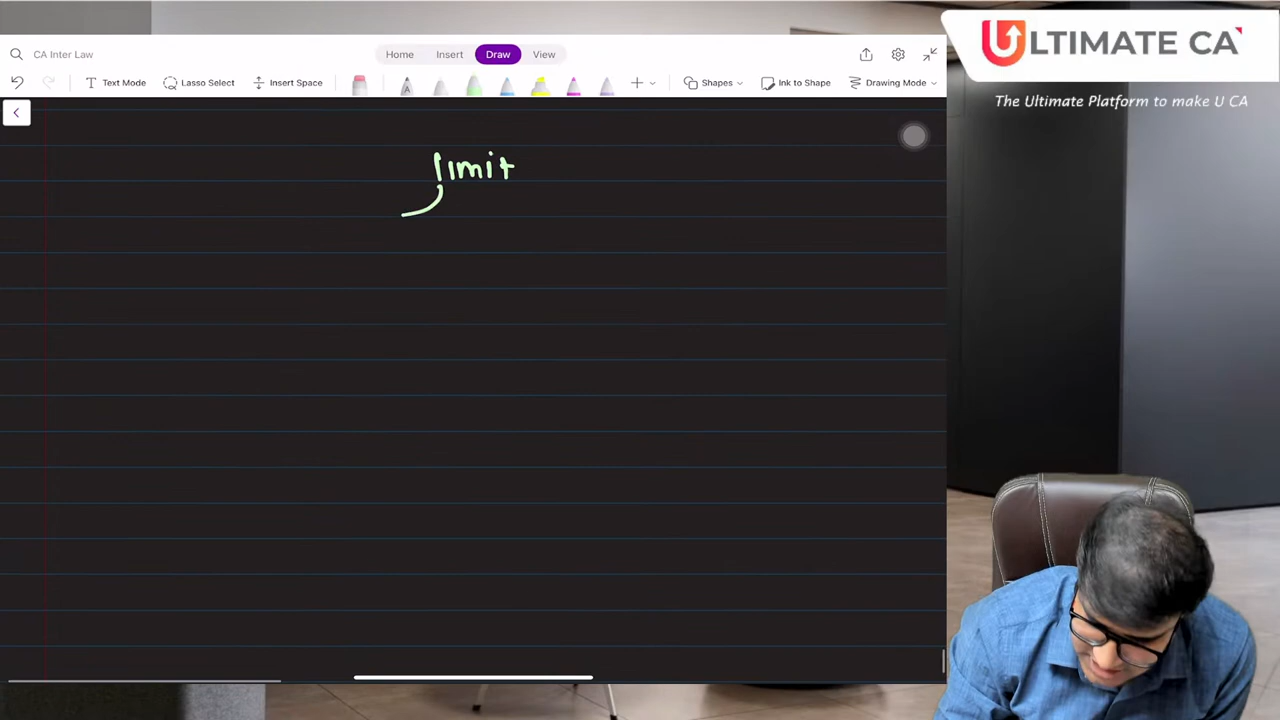 ULTIMATE CA
The Ultimate Platform to make U CA
CA Inter Law
Home Insert Draw View
Text Mode Lasso Select Insert Space Shapes Ink to Shape Drawing Mode
limit